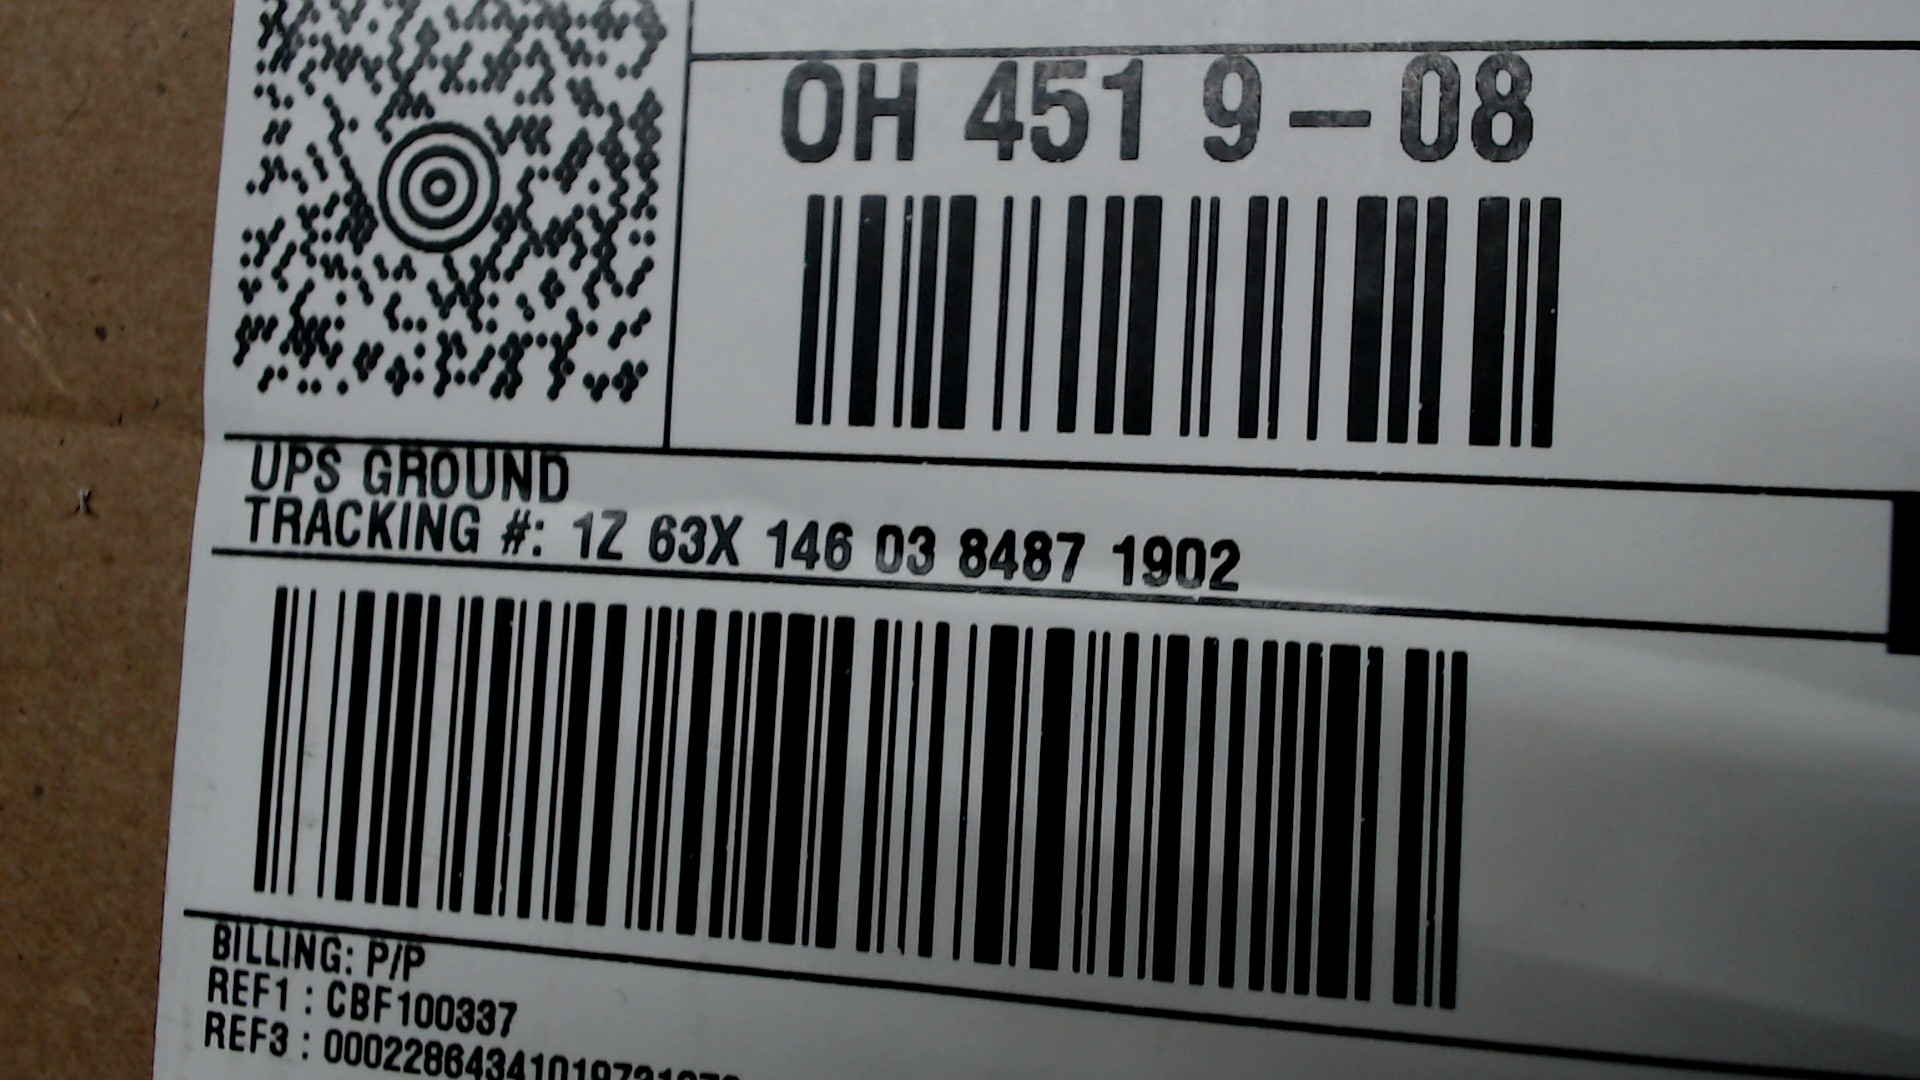 OH 451 9-08
UPS GROUND
TRACKING #: 1Z 63X 146 03 8487 1902
BILLING: P/P
REF1 : CBF100337
REF3 :